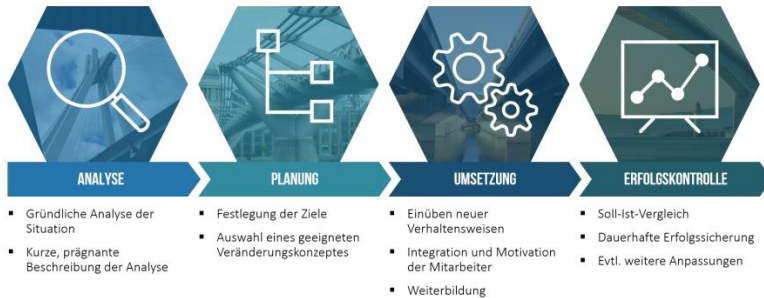 ANALYSE
Gründliche Analyse der
Situation
Kurze, prägnante
Beschreibung der Analyse
PLANUNG
Festlegung der Ziele
Auswahl eines geeigneten
Veränderungskonzeptes
UMSETZUNG
Einüben neuer
Verhaltensweisen
Integration und Motivation
der Mitarbeiter
Weiterbildung
ERFOLGSKONTROLLE
Soll-Ist-Vergleich
Dauerhafte Erfolgssicherung
Evtl. weitere Anpassungen